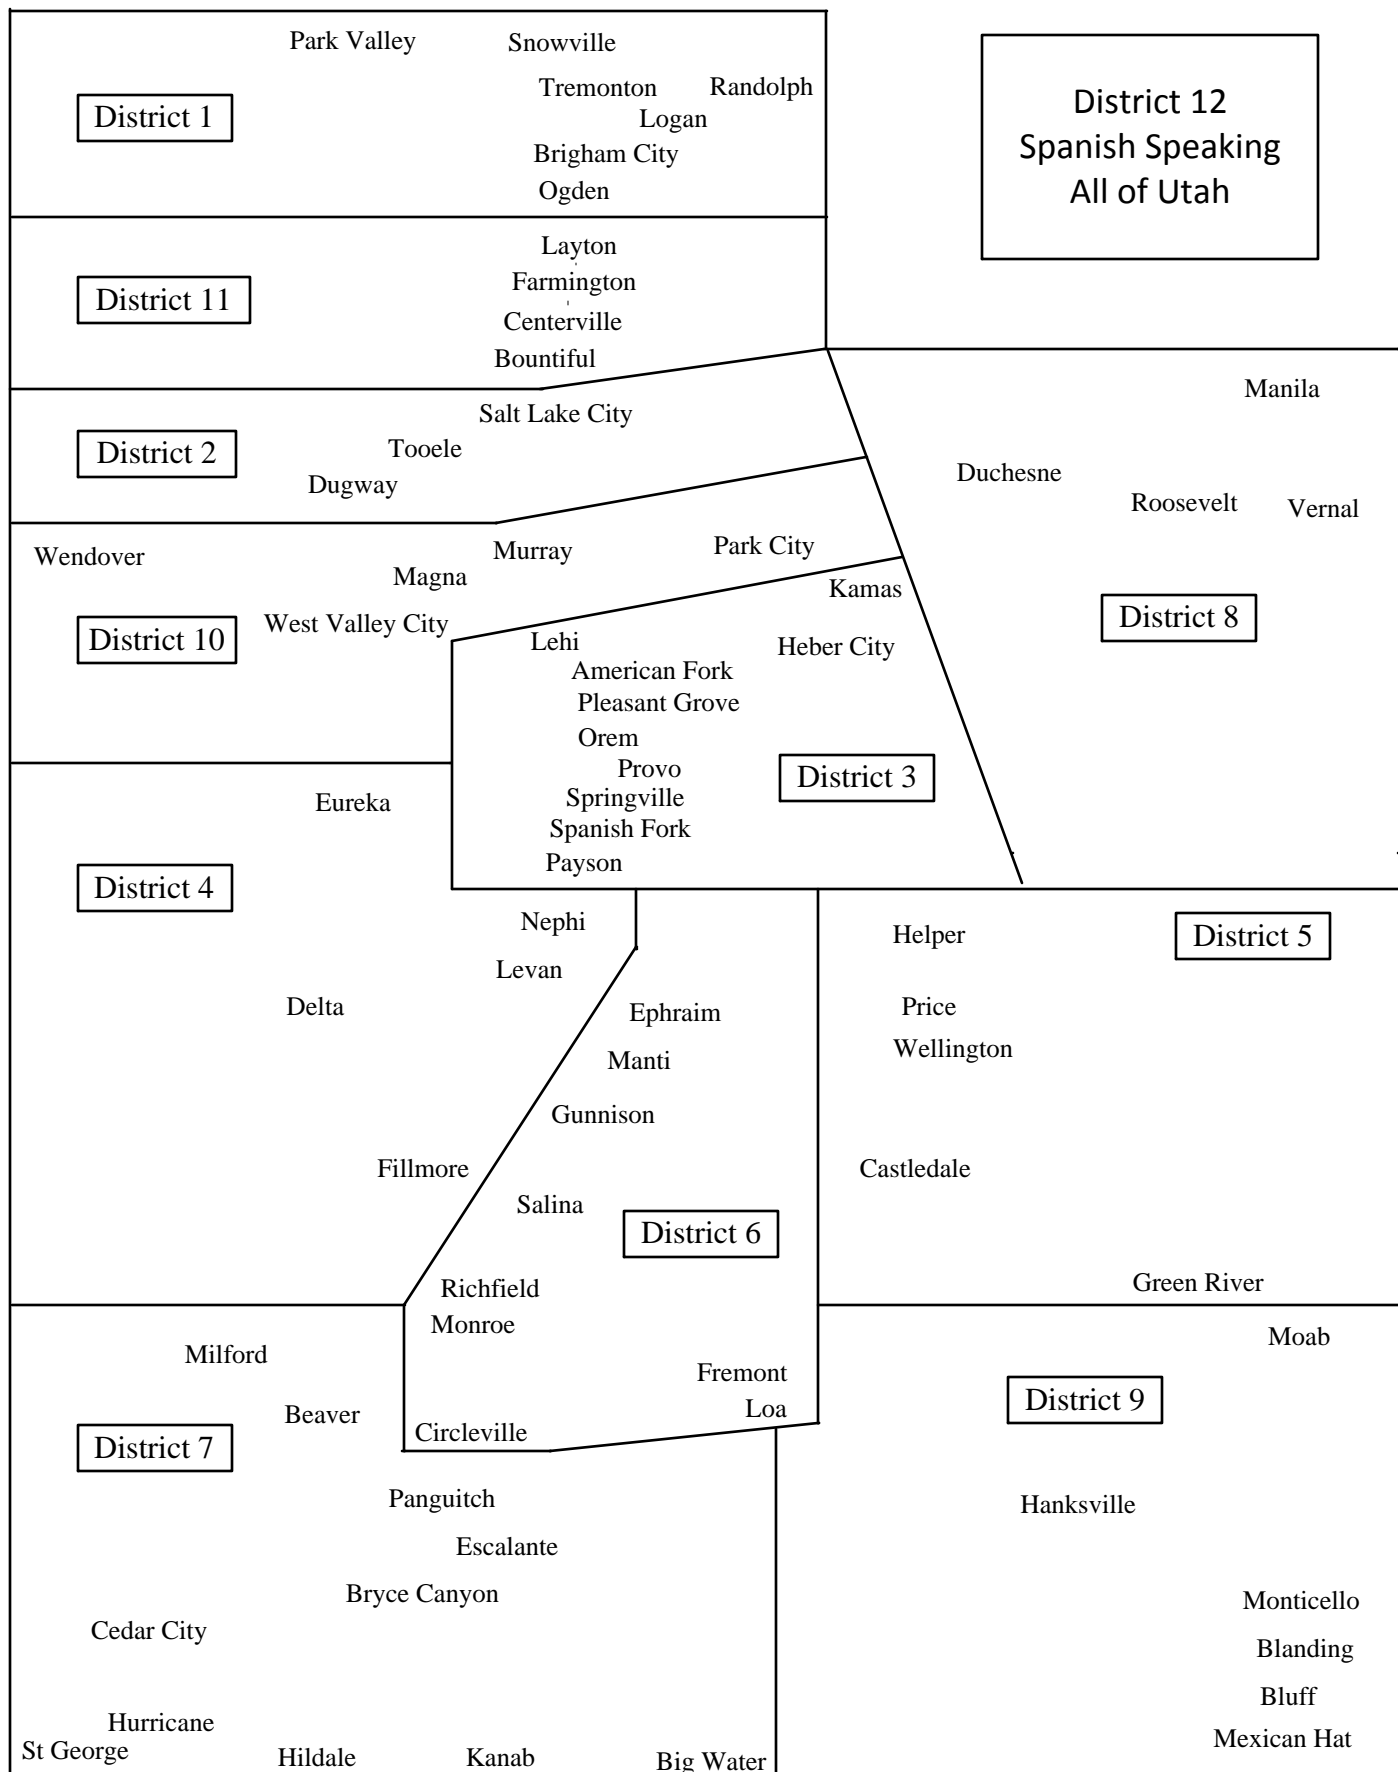 Park Valley
Snowville
Tremonton
Randolph
District 1
Logan
Brigham City
Ogden
District 12
Spanish Speaking
All of Utah
Layton
Farmington
District 11
Centerville
Bountiful
Salt Lake City
District 2
Tooele
Dugway
Manila
Duchesne
Roosevelt
Vernal
District 8
Wendover
Murray
Park City
Magna
West Valley City
District 10
Kamas
Lehi
Heber City
American Fork
Pleasant Grove
Orem
Provo
District 3
Springville
Spanish Fork
Payson
Eureka
District 4
Nephi
Levan
Delta
Fillmore
Helper
District 5
Price
Wellington
Castledale
Green River
Ephraim
Manti
Gunnison
Salina
District 6
Richfield
Monroe
Fremont
Loa
Circleville
Milford
Beaver
District 7
Panguitch
Escalante
Bryce Canyon
Cedar City
Hurricane
St George
Hildale
Kanab
Big Water
Moab
District 9
Hanksville
Monticello
Blanding
Bluff
Mexican Hat